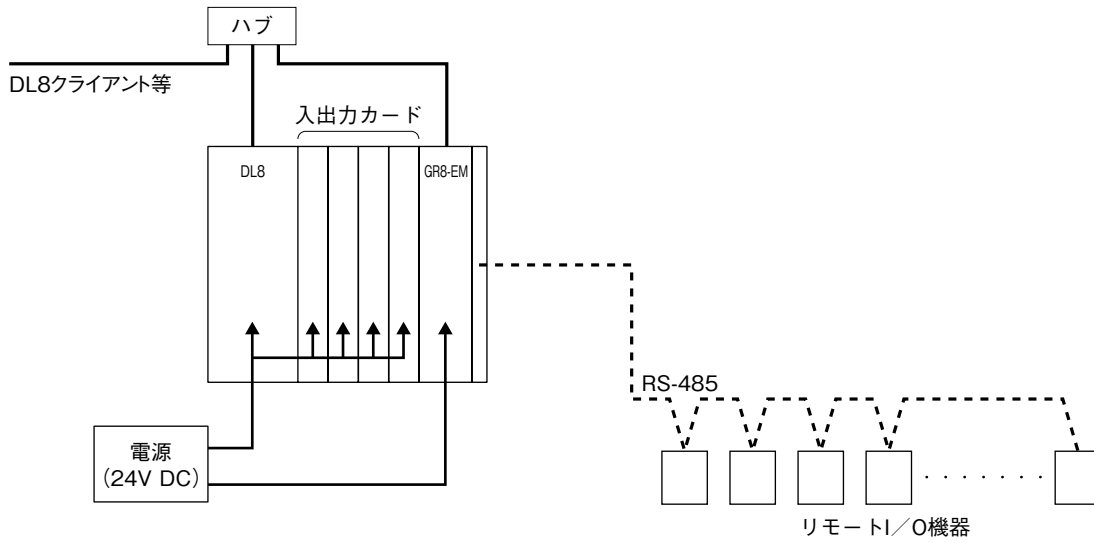 ハブ
DL8クライアント等
入出力カード
DL8
GR8-EM
RS-485
電源
(24V DC)
リモートI／O機器